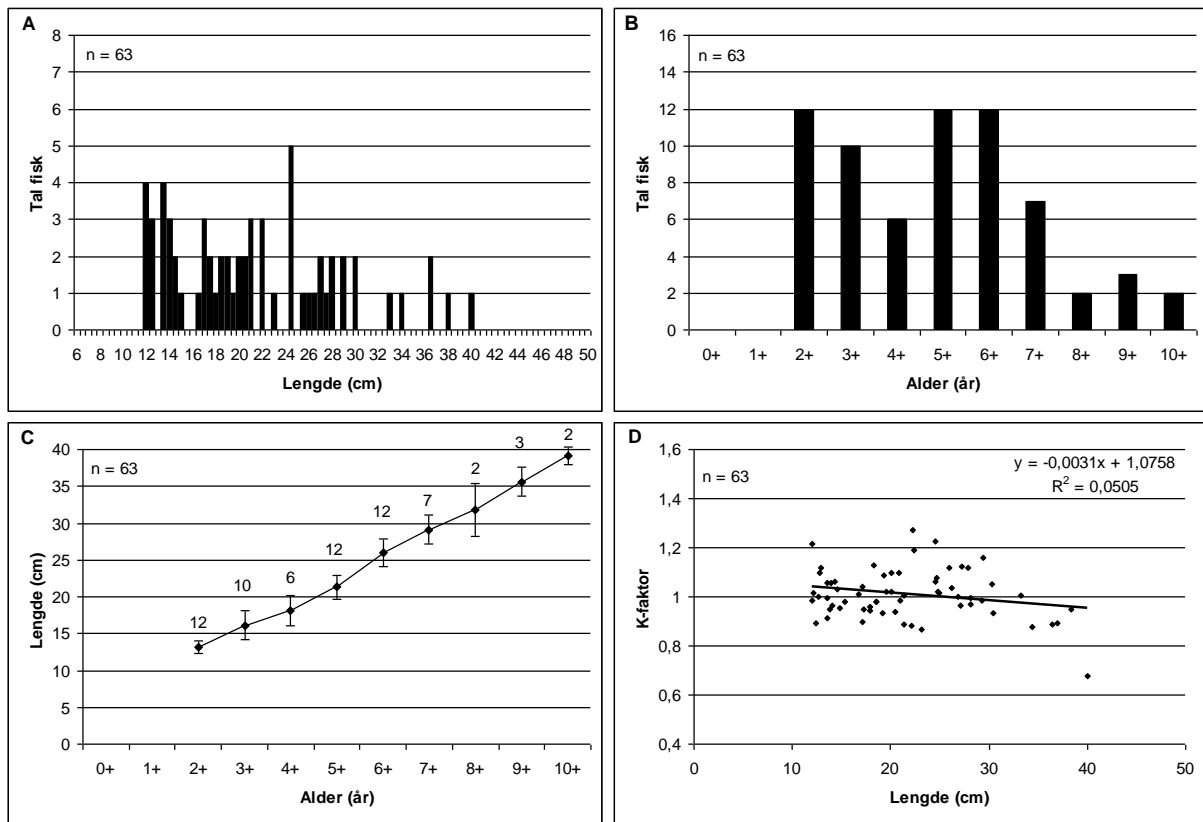 A
n = 63
Tal fisk
8
7
6
5
4
3
2
1
0
6 8 10 12 14 16 18 20 22 24 26 28 30 32 34 36 38 40 42 44 46 48 50
Lengde (cm)
B
n = 63
Tal fisk
16
14
12
10
8
6
4
2
0
0+ 1+ 2+ 3+ 4+ 5+ 6+ 7+ 8+ 9+ 10+
Alder (år)
C
n = 63
Lengde (cm)
40
35
30
25
20
15
10
5
0
12 10 6 12 12 7 2 3 2
0+ 1+ 2+ 3+ 4+ 5+ 6+ 7+ 8+ 9+ 10+
Alder (år)
D
n = 63
y = -0,0031x + 1,0758
R² = 0,0505
K-faktor
1,6
1,4
1,2
1
0,8
0,6
0,4
0 10 20 30 40 50
Lengde (cm)